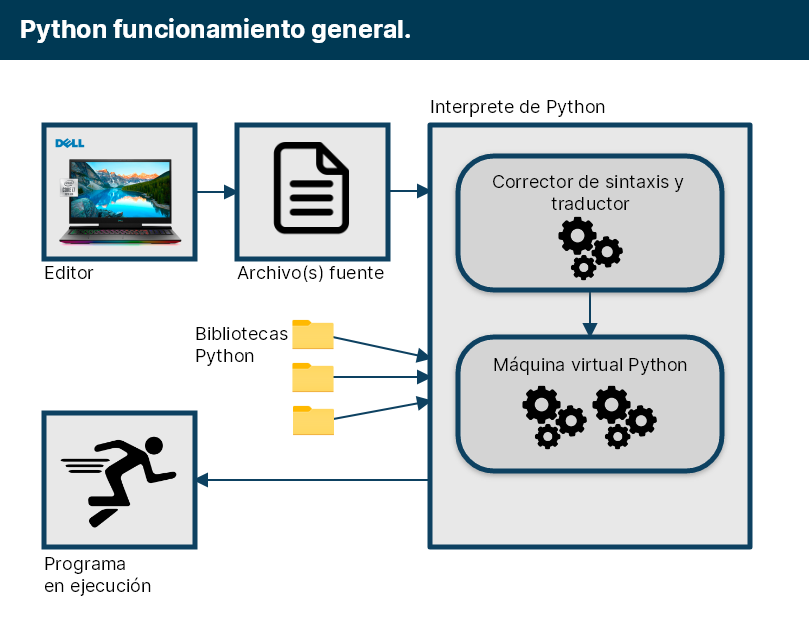 Python funcionamiento general.
Interprete de Python
DELL
Editor
Archivo(s) fuente
Corrector de sintaxis y
traductor
Bibliotecas
Python
Máquina virtual Python
Programa
en ejecución